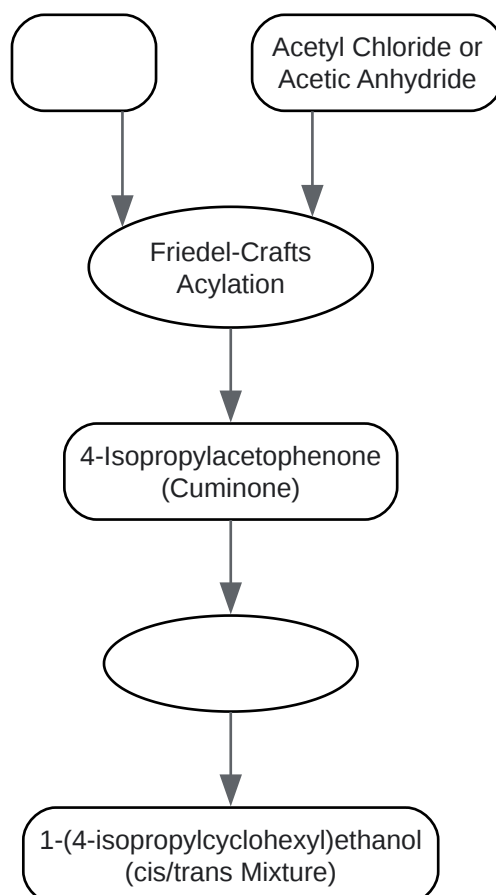 Acetyl Chloride or
Acetic Anhydride
Friedel-Crafts
Acylation
4-Isopropylacetophenone
(Cuminone)
1-(4-isopropylcyclohexyl)ethanol
(cis/trans Mixture)